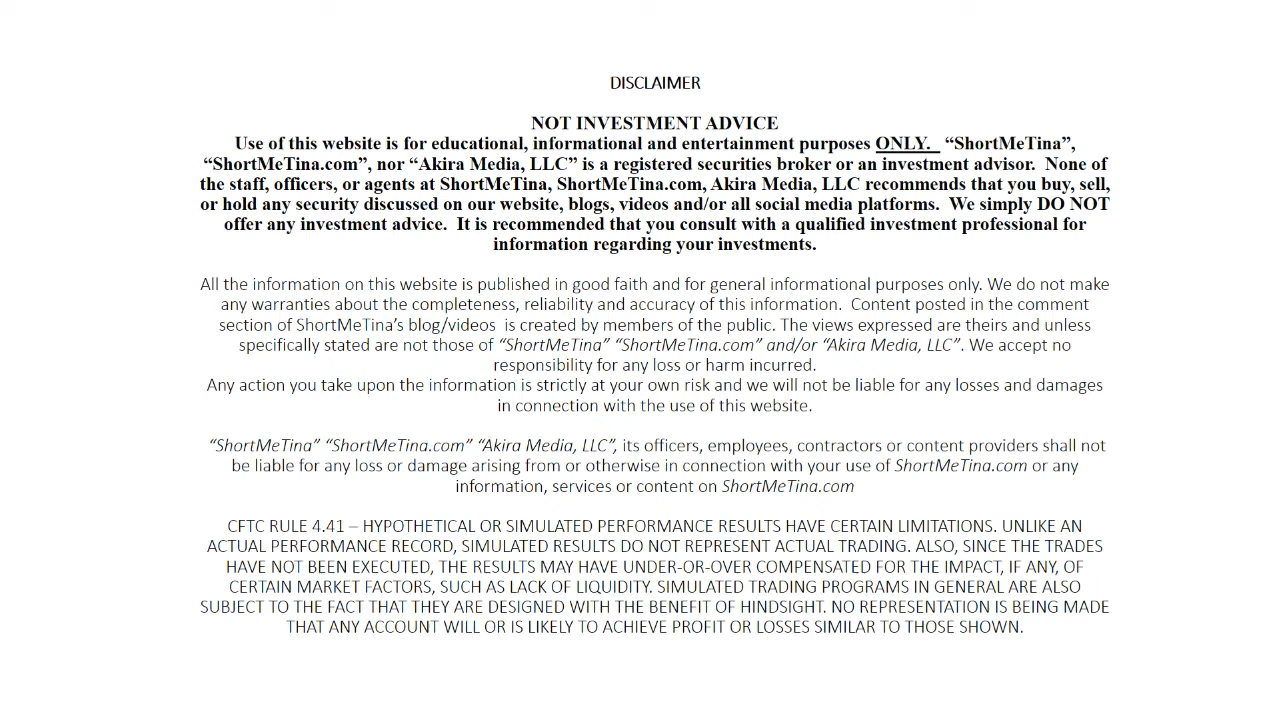 DISCLAIMER
NOT INVESTMENT ADVICE
Use of this website is for educational, informational and entertainment purposes ONLY. “ShortMeTina”,
“ShortMeTina.com”, nor “Akira Media, LLC” is a registered securities broker or an investment advisor. None of
the staff, officers, or agents at ShortMeTina, ShortMeTina.com, Akira Media, LLC recommends that you buy, sell,
or hold any security discussed on our website, blogs, videos and/or all social media platforms. We simply DO NOT
offer any investment advice. It is recommended that you consult with a qualified investment professional for
information regarding your investments.
All the information on this website is published in good faith and for general informational purposes only. We do not make
any warranties about the completeness, reliability and accuracy of this information. Content posted in the comment
section of ShortMeTina’s blog/videos is created by members of the public. The views expressed are theirs and unless
specifically stated are not those of “ShortMeTina” “ShortMeTina.com” and/or “Akira Media, LLC”. We accept no
responsibility for any loss or harm incurred.
Any action you take upon the information is strictly at your own risk and we will not be liable for any losses and damages
in connection with the use of this website.
“ShortMeTina” “ShortMeTina.com” “Akira Media, LLC”, its officers, employees, contractors or content providers shall not
be liable for any loss or damage arising from or otherwise in connection with your use of ShortMeTina.com or any
information, services or content on ShortMeTina.com
CFTC RULE 4.41 – HYPOTHETICAL OR SIMULATED PERFORMANCE RESULTS HAVE CERTAIN LIMITATIONS. UNLIKE AN
ACTUAL PERFORMANCE RECORD, SIMULATED RESULTS DO NOT REPRESENT ACTUAL TRADING. ALSO, SINCE THE TRADES
HAVE NOT BEEN EXECUTED, THE RESULTS MAY HAVE UNDER-OR-OVER COMPENSATED FOR THE IMPACT, IF ANY, OF
CERTAIN MARKET FACTORS, SUCH AS LACK OF LIQUIDITY. SIMULATED TRADING PROGRAMS IN GENERAL ARE ALSO
SUBJECT TO THE FACT THAT THEY ARE DESIGNED WITH THE BENEFIT OF HINDSIGHT. NO REPRESENTATION IS BEING MADE
THAT ANY ACCOUNT WILL OR IS LIKELY TO ACHIEVE PROFIT OR LOSSES SIMILAR TO THOSE SHOWN.